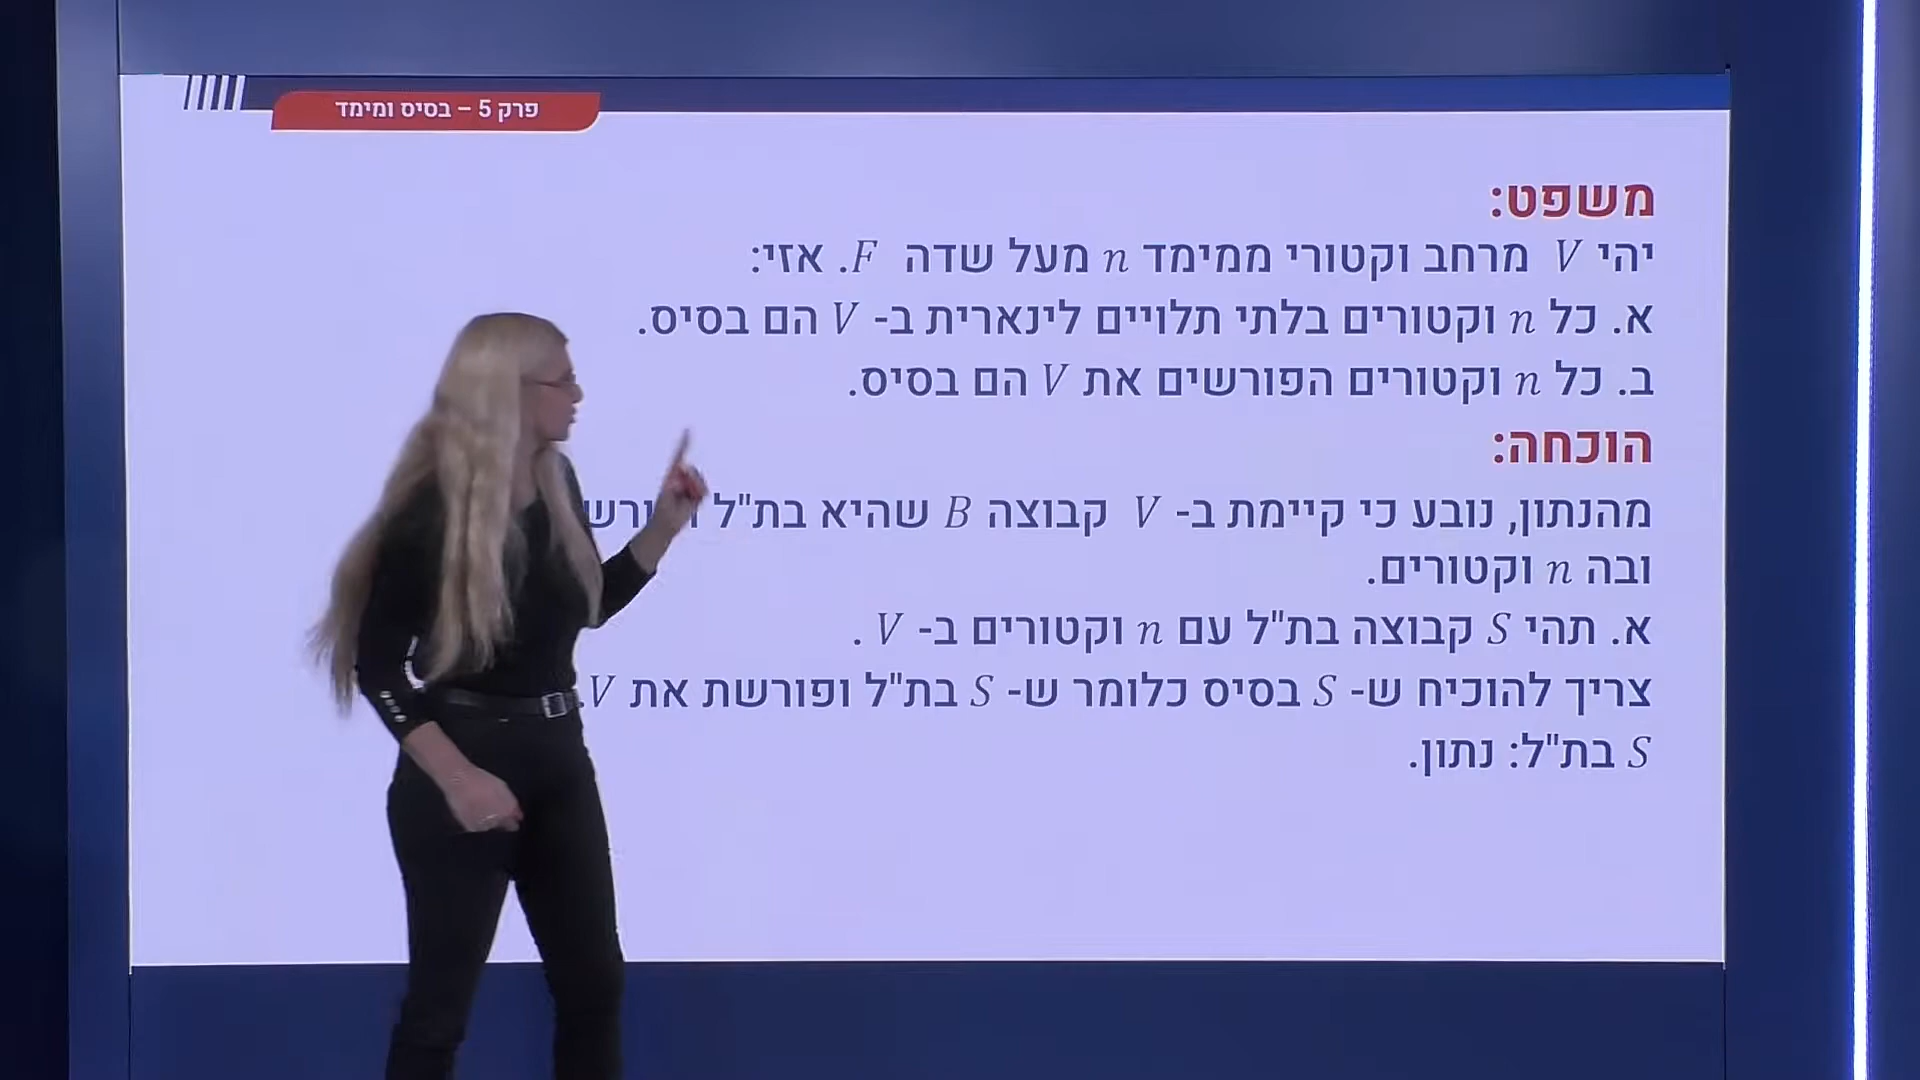 פרק 5 – בסיס ומימד
משפט:
יהי V מרחב וקטורי ממימד n מעל שדה F. אזי:
א. כל n וקטורים בלתי תלויים לינארית ב- V הם בסיס.
ב. כל n וקטורים הפורשים את V הם בסיס.
הוכחה:
מהנתון, נובע כי קיימת ב- V קבוצה B שהיא בת"ל
ובה n וקטורים.
א. תהי S קבוצה בת"ל עם n וקטורים ב- V .
צריך להוכיח ש- S בסיס כלומר ש- S בת"ל ופורשת את V.
S בת"ל: נתון.